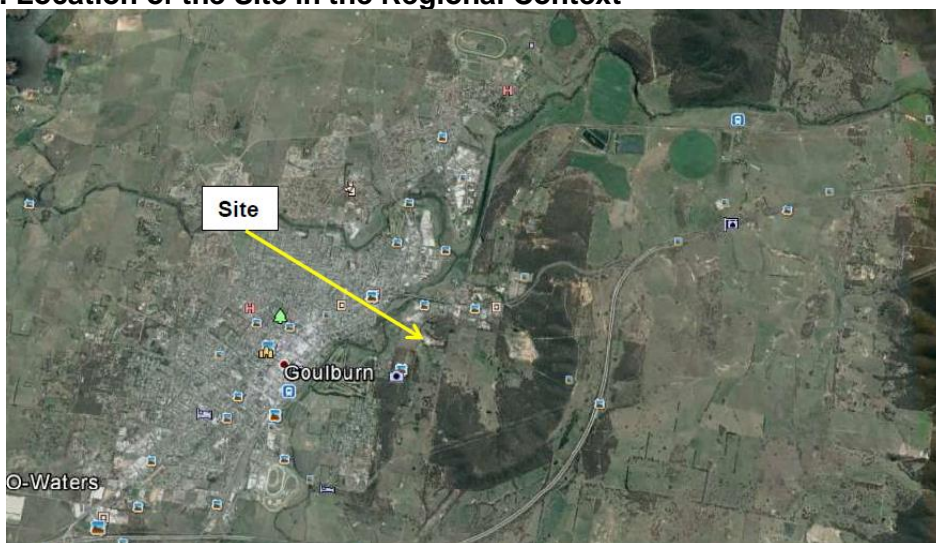 Location of the Site in the Regional Context
Site
Goulburn
O-Waters